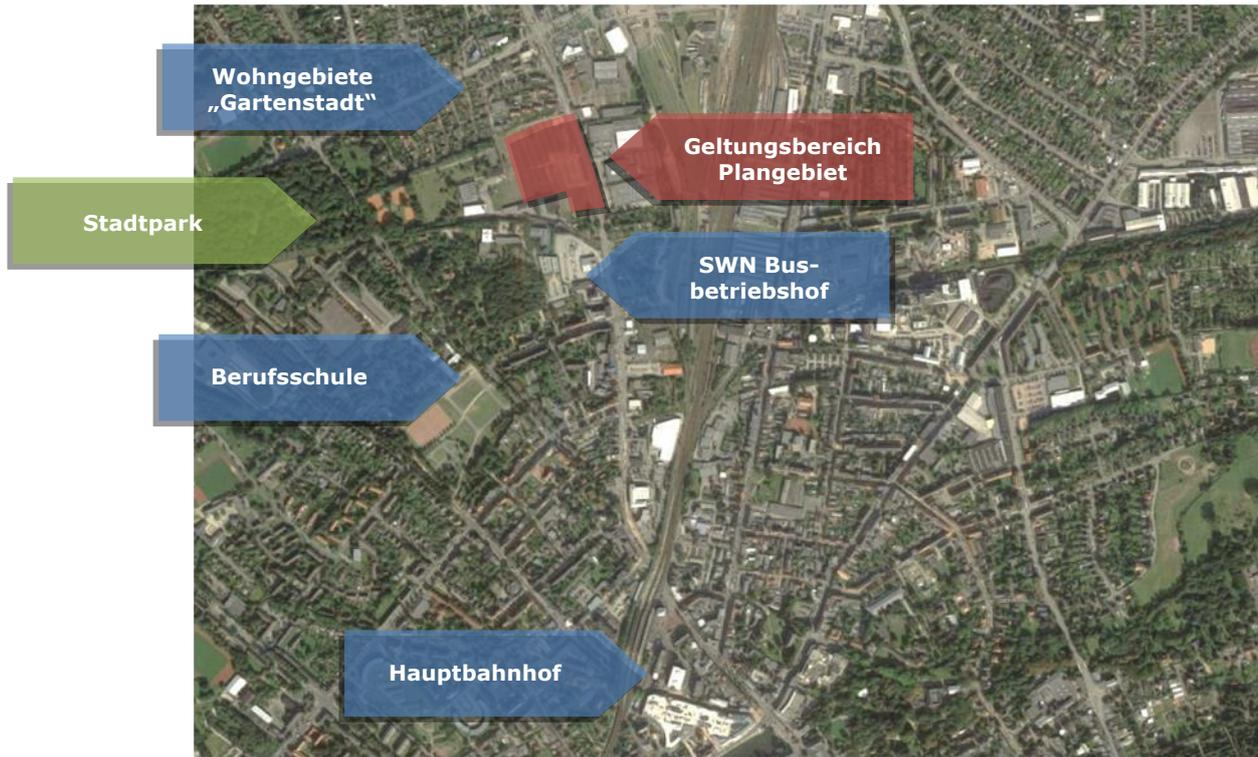 Wohngebiete
„Gartenstadt“
Geltungsbereich
Plangebiet
Stadtpark
SWN Bus-
betriebshof
Berufsschule
Hauptbahnhof